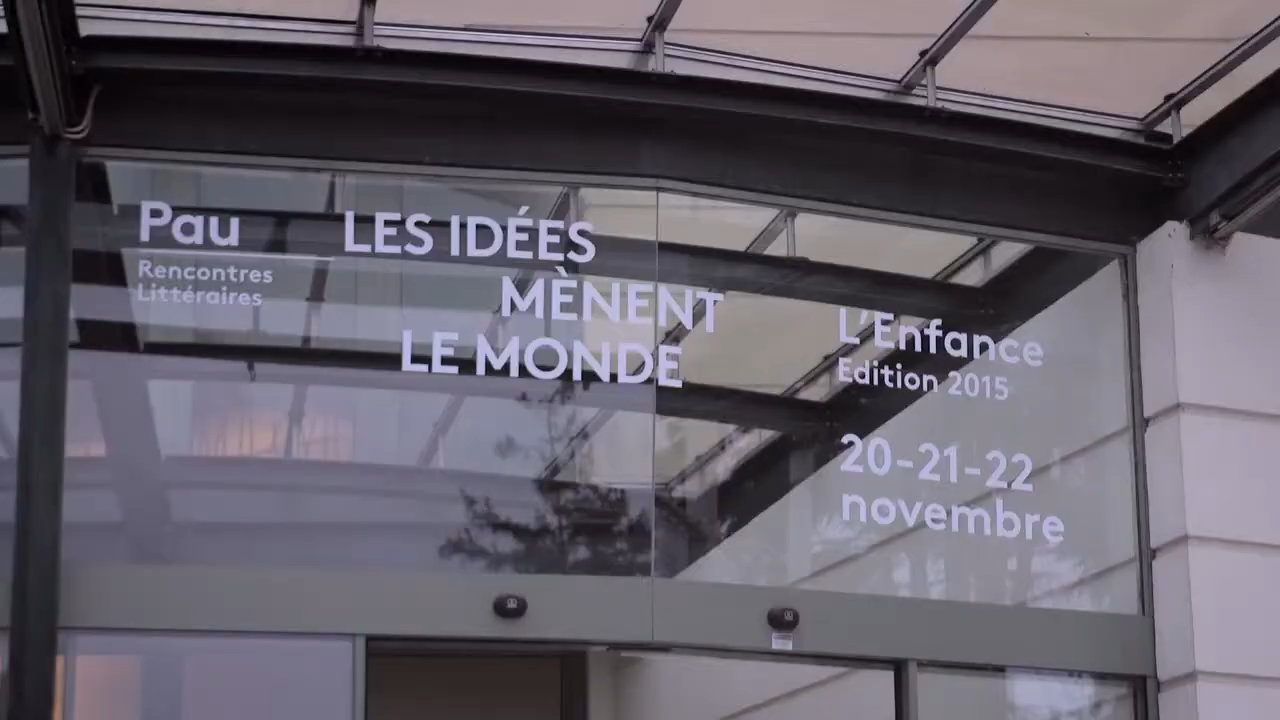 Pau
Rencontres
Littéraires
LES IDÉES
MÈNENT
LE MONDE
L'Enfance
Edition 2015
20-21-22
novembre